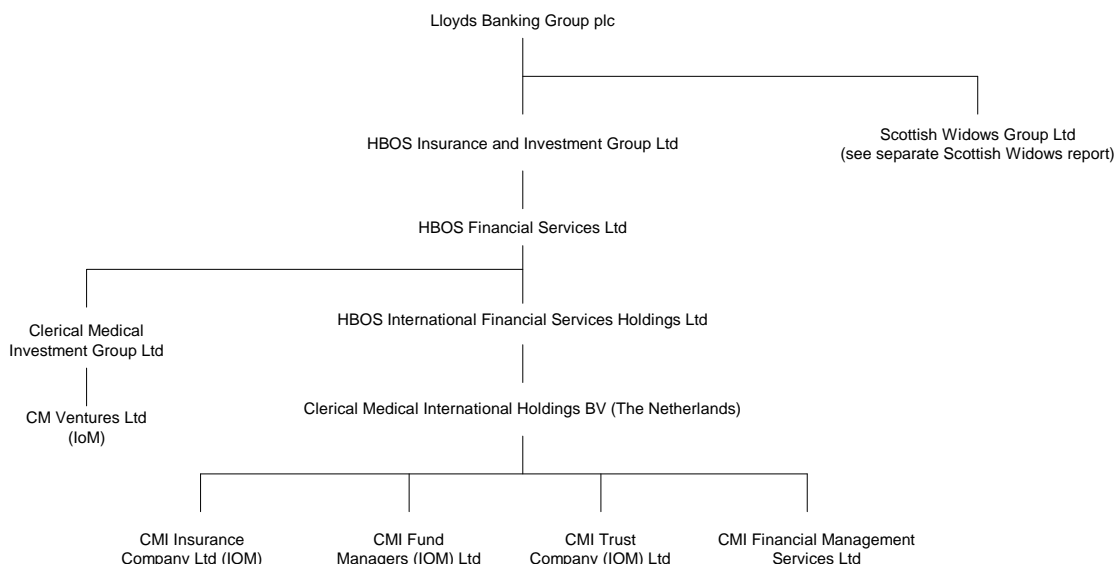 Lloyds Banking Group plc
HBOS Insurance and Investment Group Ltd
Scottish Widows Group Ltd
(see separate Scottish Widows report)
HBOS Financial Services Ltd
Clerical Medical
Investment Group Ltd
HBOS International Financial Services Holdings Ltd
CM Ventures Ltd
(IoM)
Clerical Medical International Holdings BV (The Netherlands)
CMI Insurance
Company Ltd (IOM)
CMI Fund
Managers (IOM) Ltd
CMI Trust
Company (IOM) Ltd
CMI Financial Management
Services Ltd